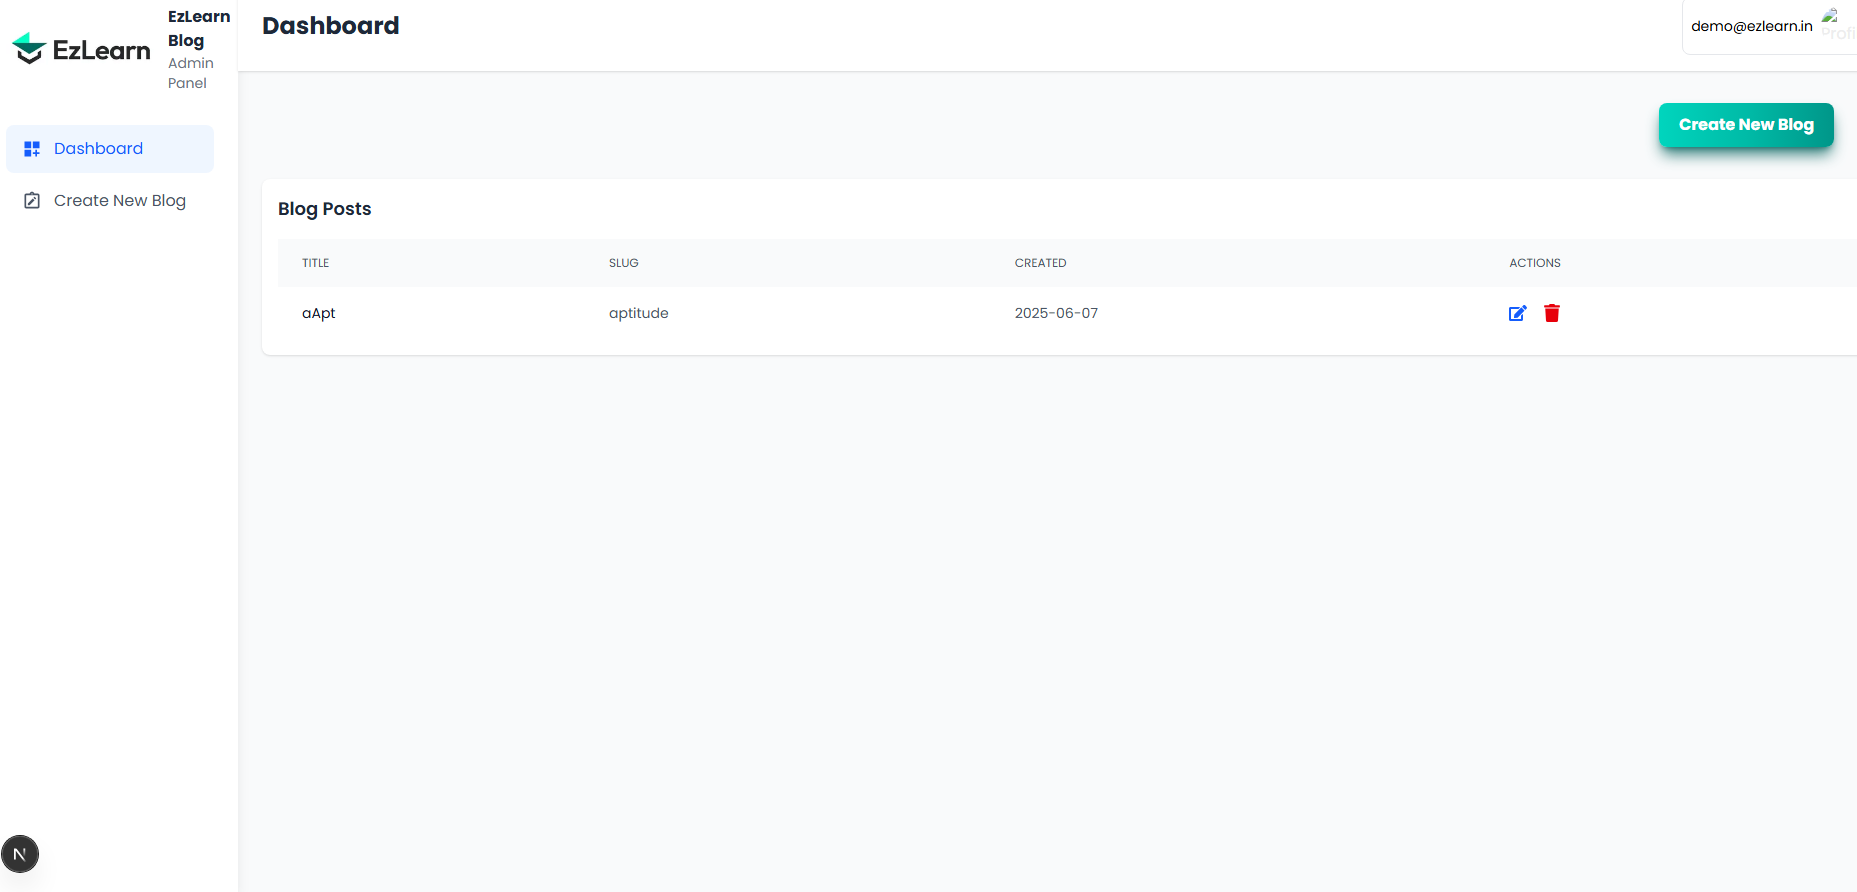 EzLearn
EzLearn
Blog
Admin
Panel
Dashboard
Create New Blog
Dashboard
demo@ezlearn.in
Profi
Create New Blog
Blog Posts
TITLE SLUG CREATED ACTIONS
aApt aptitude 2025-06-07
N